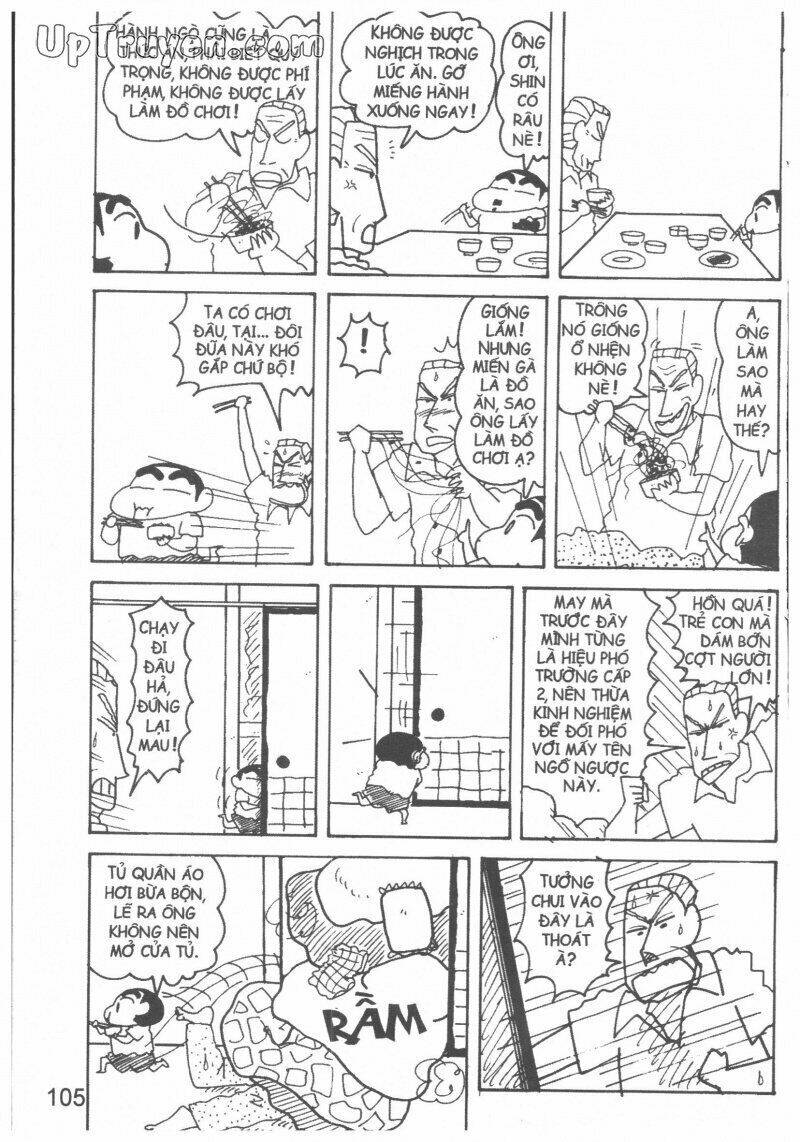 UpTruyen.com
ÔNG
ƠI,
SHIN
CÓ
RÂU
NÈ!
KHÔNG ĐƯỢC
NGHỊCH TRONG
LÚC ĂN. GỠ
MIẾNG HÀNH
XUỐNG NGAY!
HÀNH NGÒ CŨNG LÀ
THỨC ĂN, PHẢI BIẾT QUÝ
TRỌNG, KHÔNG ĐƯỢC PHÍ
PHẠM, KHÔNG ĐƯỢC LẤY
LÀM ĐỒ CHƠI!
A,
ÔNG
LÀM
SAO
MÀ
HAY
THẾ?
TRÔNG
NÓ GIỐNG
Ổ NHỆN
KHÔNG
NÈ!
GIỐNG
LẮM!
NHƯNG
MIẾN GÀ
LÀ ĐỒ
ĂN, SAO
ÔNG LẤY
LÀM ĐỒ
CHƠI Ạ?
!
TA CÓ CHƠI
ĐÂU, TẠI... ĐÔI
ĐŨA NÀY KHÓ
GẮP CHỨ BỘ!
HỖN QUÁ!
TRẺ CON MÀ
DÁM BỠN
CỢT NGƯỜI
LỚN!
MAY MÀ
TRƯỚC ĐÂY
MÌNH TỪNG
LÀ HIỆU PHÓ
TRƯỜNG CẤP
2, NÊN THỪA
KINH NGHIỆM
ĐỂ ĐỐI PHÓ
VỚI MẤY TÊN
NGỖ NGƯỢC
NÀY.
CHẠY
ĐI
ĐÂU
HẢ,
ĐỨNG
LẠI
MAU!
TƯỞNG
CHUI VÀO
ĐÂY LÀ
THOÁT
À?
RẦM
TỦ QUẦN ÁO
HƠI BỪA BỘN,
LẼ RA ÔNG
KHÔNG NÊN
MỞ CỬA TỦ.
105